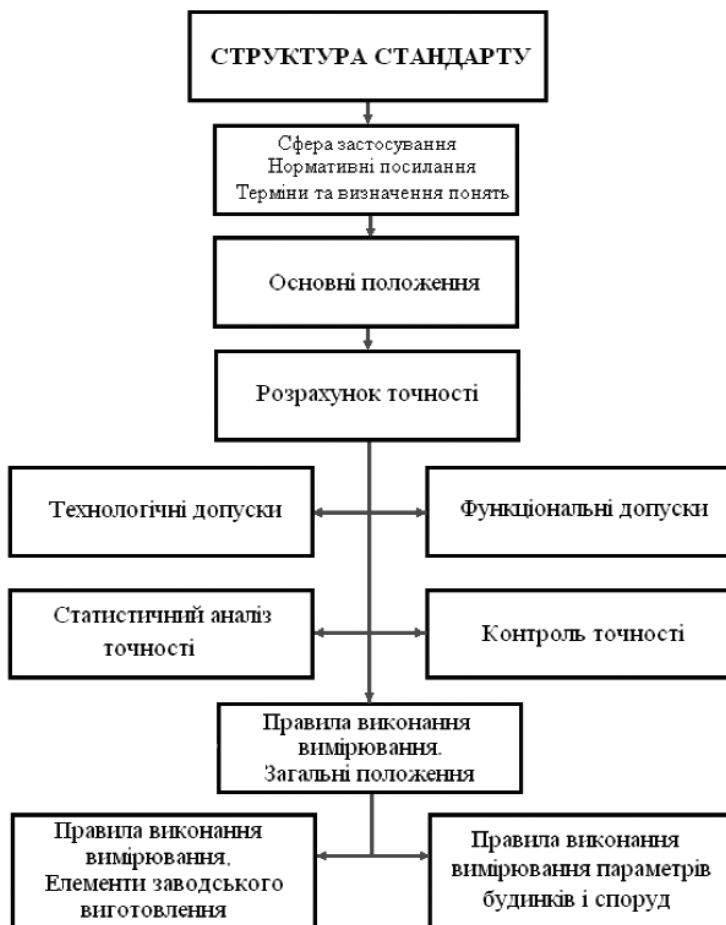 СТРУКТУРА СТАНДАРТУ
Сфера застосування
Нормативні посилання
Терміни та визначення понять
Основні положення
Розрахунок точності
Технологічні допуски
Функціональні допуски
Статистичний аналіз
точності
Контроль точності
Правила виконання
вимірювання.
Загальні положення
Правила виконання
вимірювання.
Елементи заводського
виготовлення
Правила виконання
вимірювання параметрів
будинків і споруд